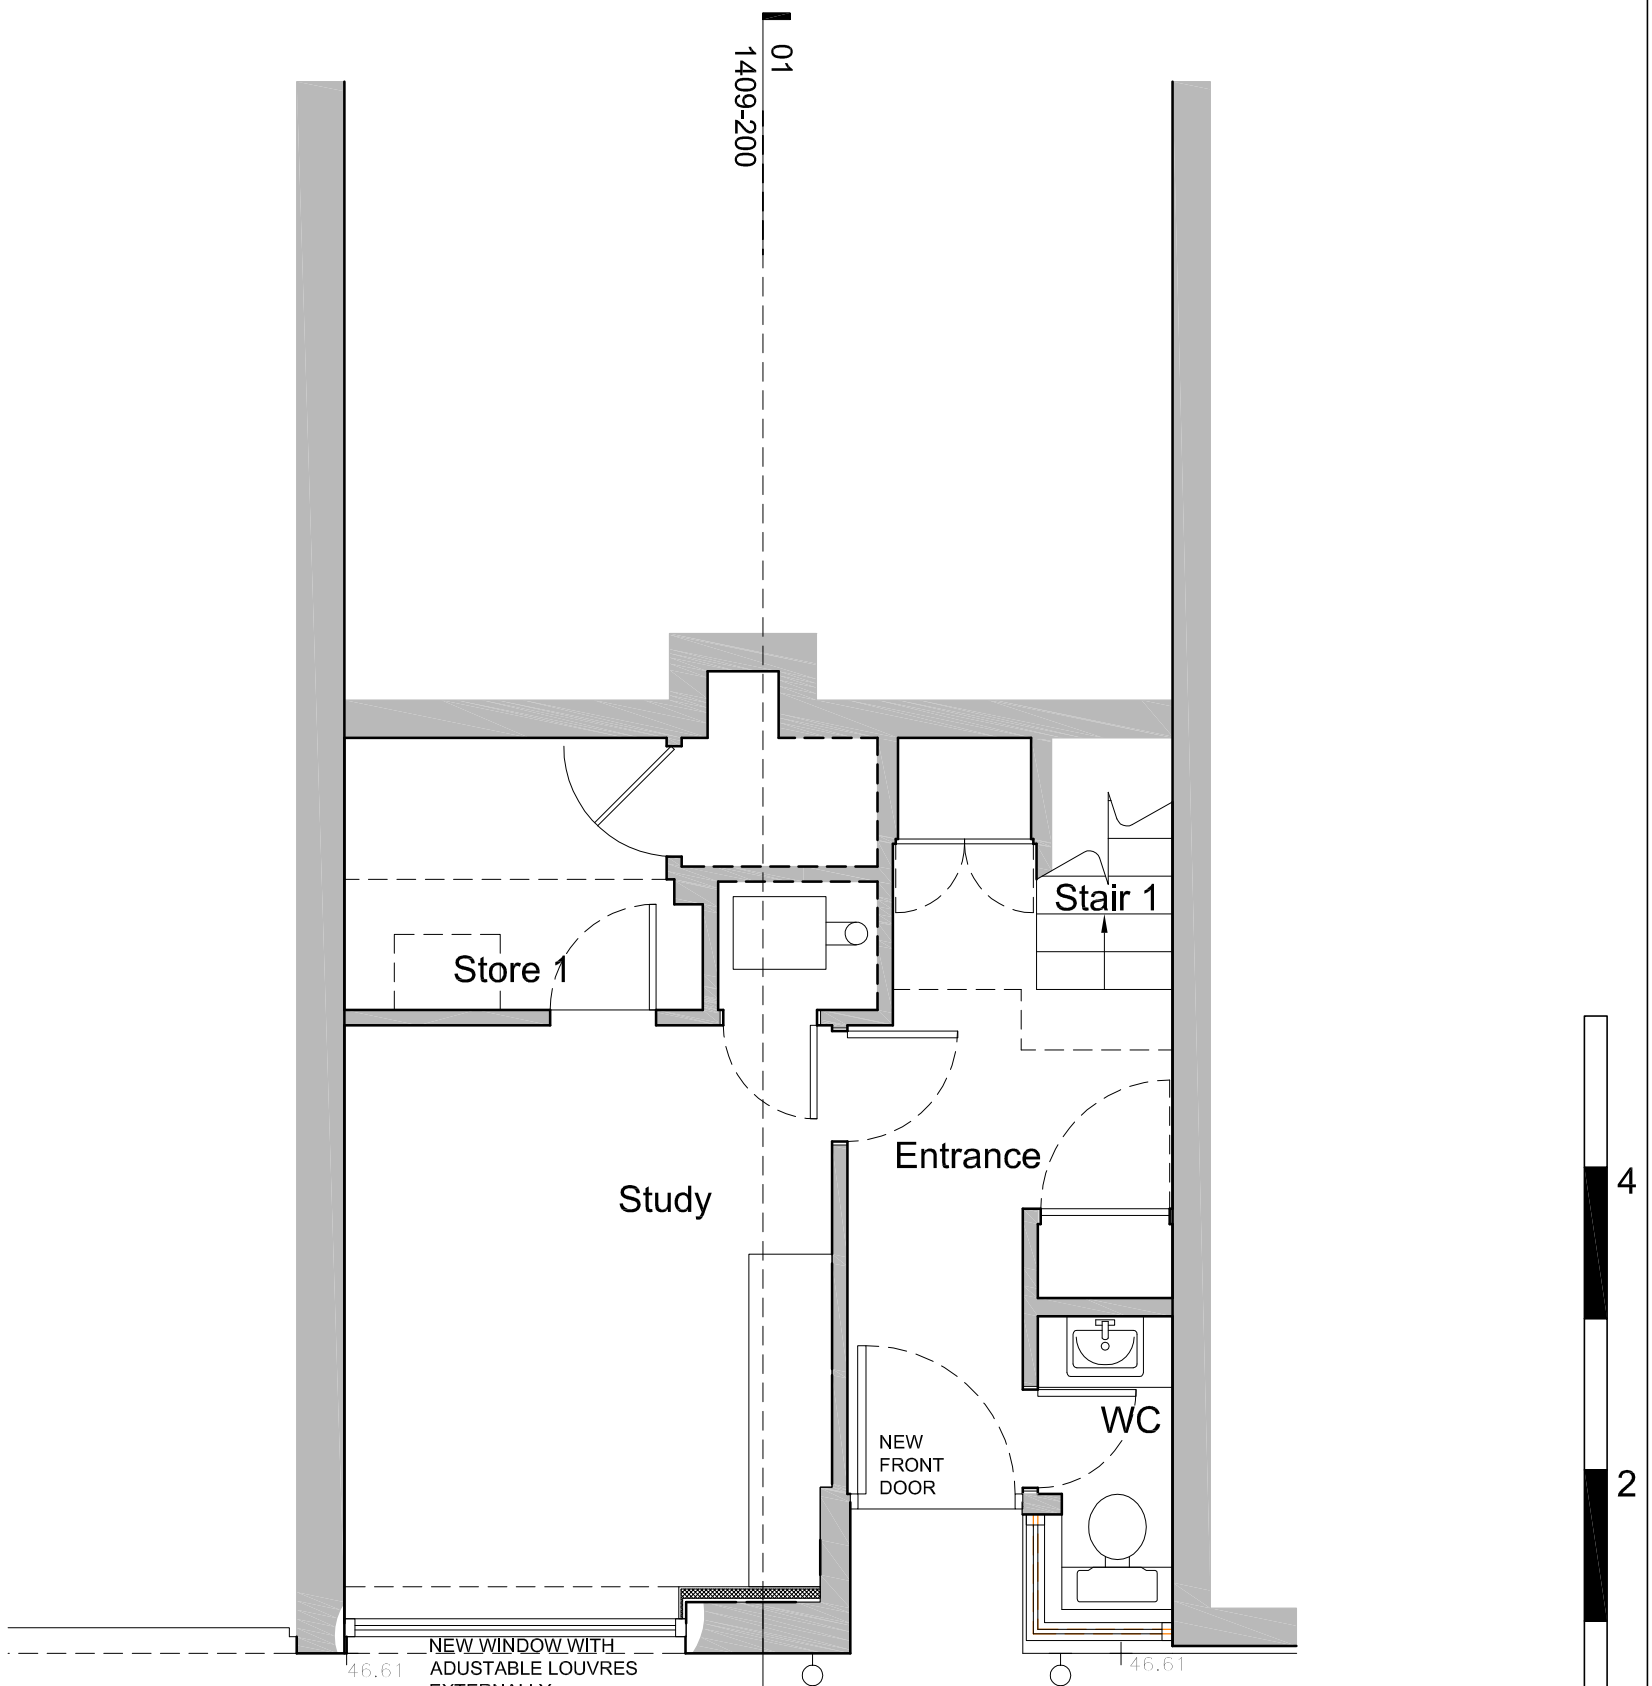 01
1409-200
Stair 1
Store 1
Entrance
Study
4
WC
NEW
FRONT
DOOR
2
NEW WINDOW WITH
ADUSTABLE LOUVRES
EXTERNALLY
46.61
46.61